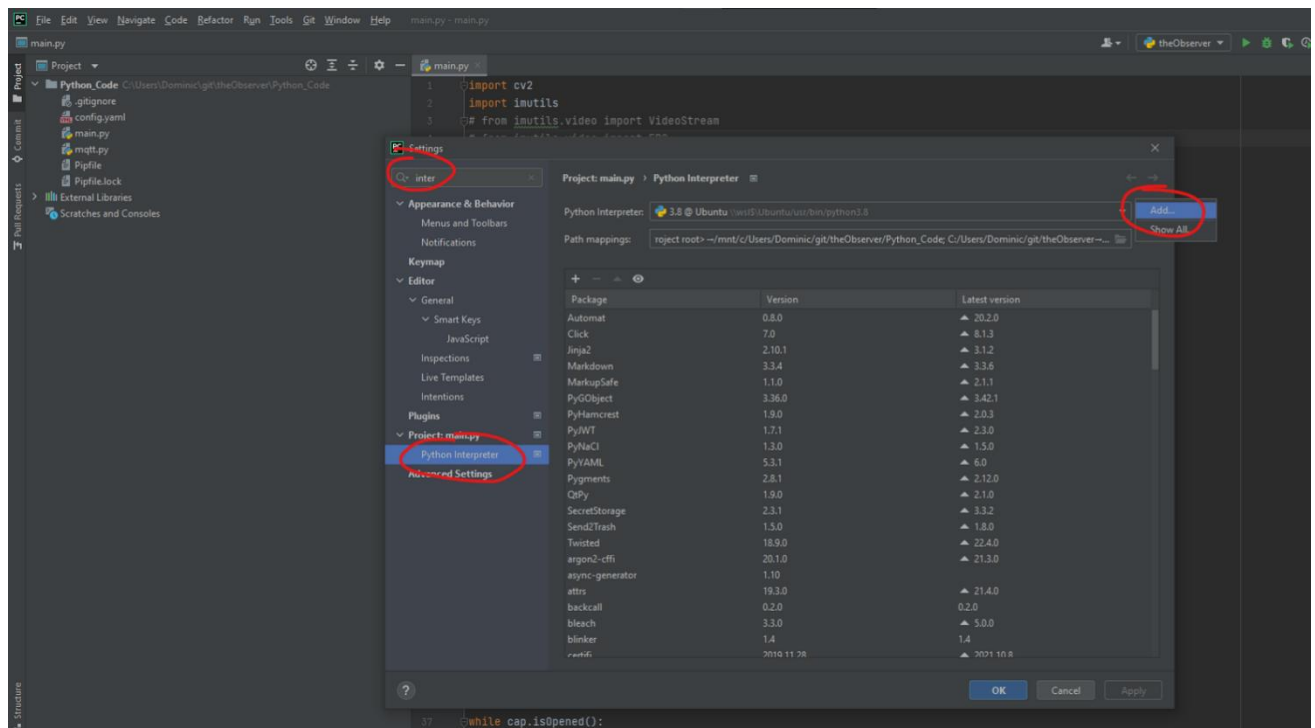 File Edit View Navigate Code Refactor Run Tools Git Window Help main.py - main.py
main.py
theObserver
Project
main.py
Python_Code C:\Users\Dominic\git\theObserver\Python_Code
.gitignore
config.yaml
main.py
mqtt.py
Pipfile
Pipfile.lock
External Libraries
Scratches and Consoles
Project
Commit
Pull Requests
Structure
1 import cv2
2 import imutils
3 # from imutils.video import VideoStream
Settings
inter
Appearance & Behavior
Menus and Toolbars
Notifications
Keymap
Editor
General
Smart Keys
JavaScript
Inspections
Live Templates
Intentions
Plugins
Project: main.py
Python Interpreter
Advanced Settings
Project: main.py › Python Interpreter
Python Interpreter: 3.8 @ Ubuntu \\wsl$\Ubuntu/usr/bin/python3.8
Add...
Show All...
Path mappings: roject root>→/mnt/c/Users/Dominic/git/theObserver/Python_Code; C:/Users/Dominic/git/theObserver→...
Package Version Latest version
Automat 0.8.0 20.2.0
Click 7.0 8.1.3
Jinja2 2.10.1 3.1.2
Markdown 3.3.4 3.3.6
MarkupSafe 1.1.0 2.1.1
PyGObject 3.36.0 3.42.1
PyHamcrest 1.9.0 2.0.3
PyJWT 1.7.1 2.3.0
PyNaCl 1.3.0 1.5.0
PyYAML 5.3.1 6.0
Pygments 2.8.1 2.12.0
QtPy 1.9.0 2.1.0
SecretStorage 2.3.1 3.3.2
Send2Trash 1.5.0 1.8.0
Twisted 18.9.0 22.4.0
argon2-cffi 20.1.0 21.3.0
async-generator 1.10
attrs 19.3.0 21.4.0
backcall 0.2.0 0.2.0
bleach 3.3.0 5.0.0
blinker 1.4 1.4
certifi 2019.11.28 2021.10.8
?
OK Cancel Apply
37 while cap.isOpened():